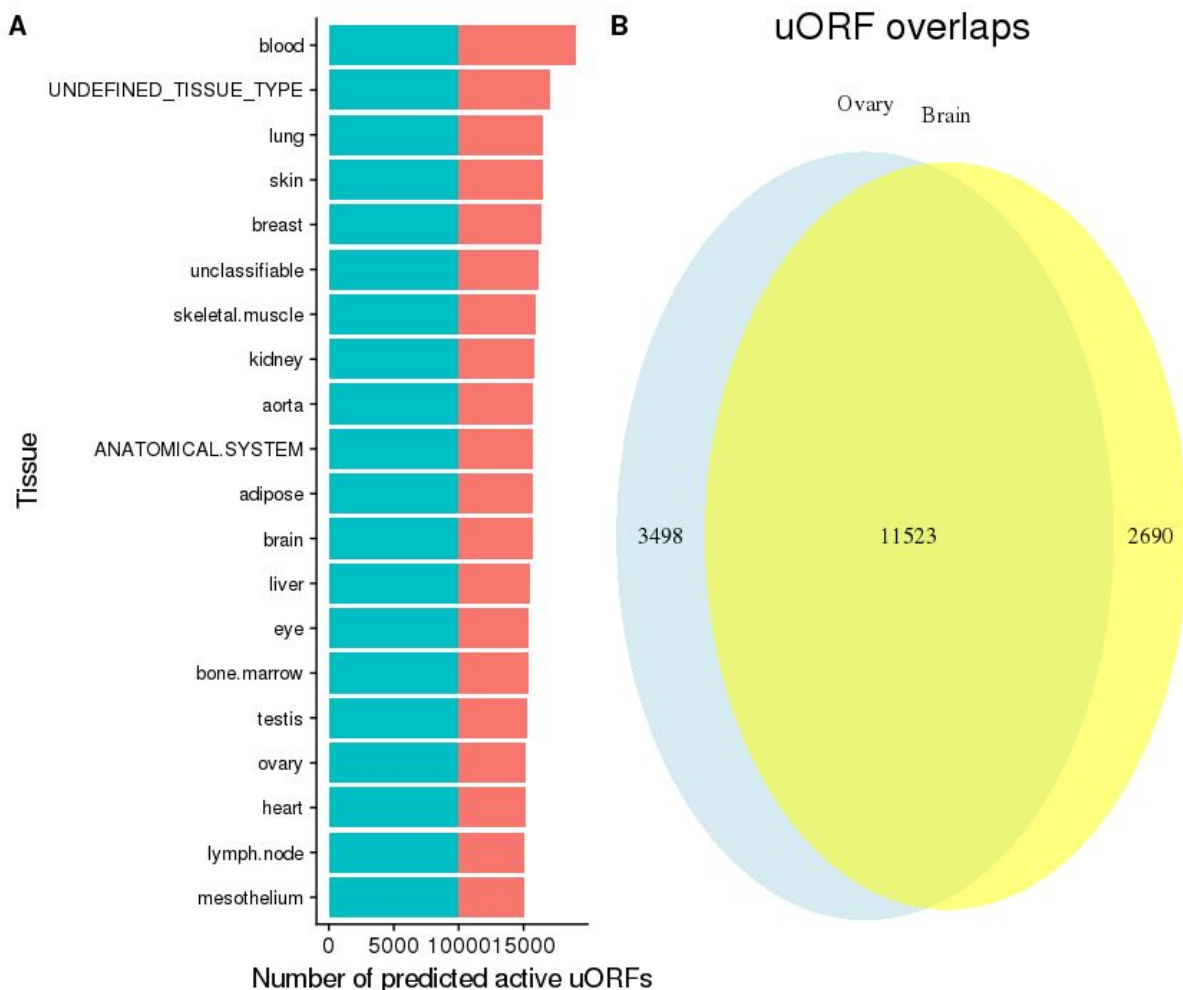 A
blood
UNDEFINED_TISSUE_TYPE
lung
skin
breast
unclassifiable
skeletal.muscle
kidney
aorta
ANATOMICAL.SYSTEM
adipose
brain
liver
eye
bone.marrow
testis
ovary
heart
lymph.node
mesothelium
Tissue
0 5000 10000 15000
Number of predicted active uORFs
B
uORF overlaps
Ovary Brain
3498 11523 2690